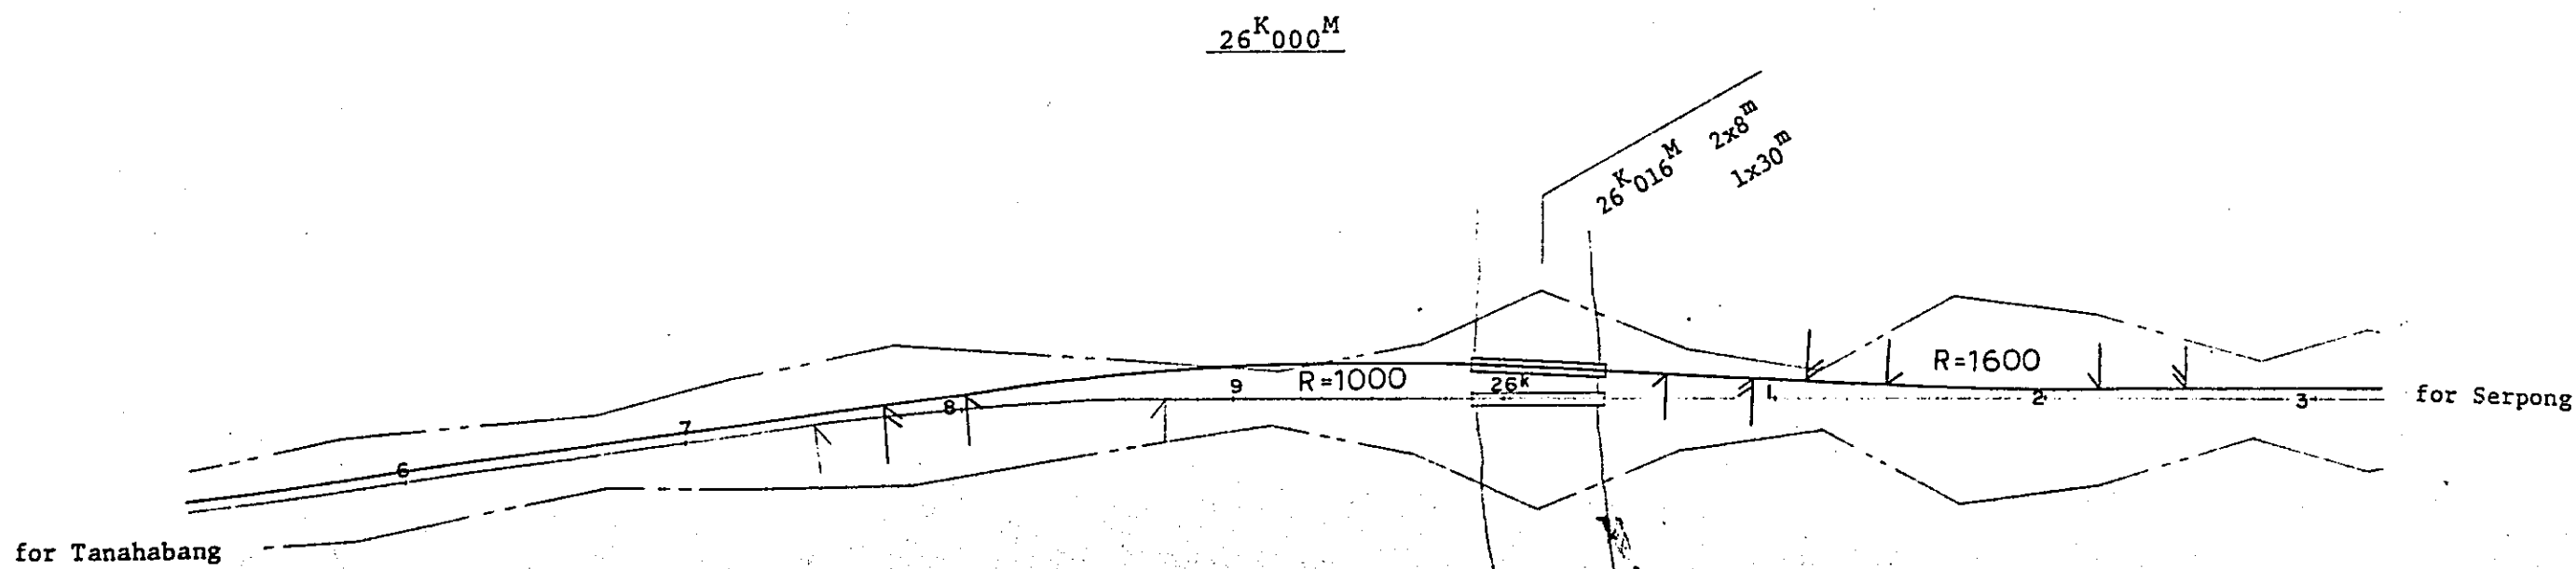 26ᴷ000ᴹ
26ᴷ016ᴹ 2x8ᵐ
1x30ᵐ
R=1600
9 R=1000 26ᵏ 1 2 3 for Serpong
8
7
6
for Tanahabang